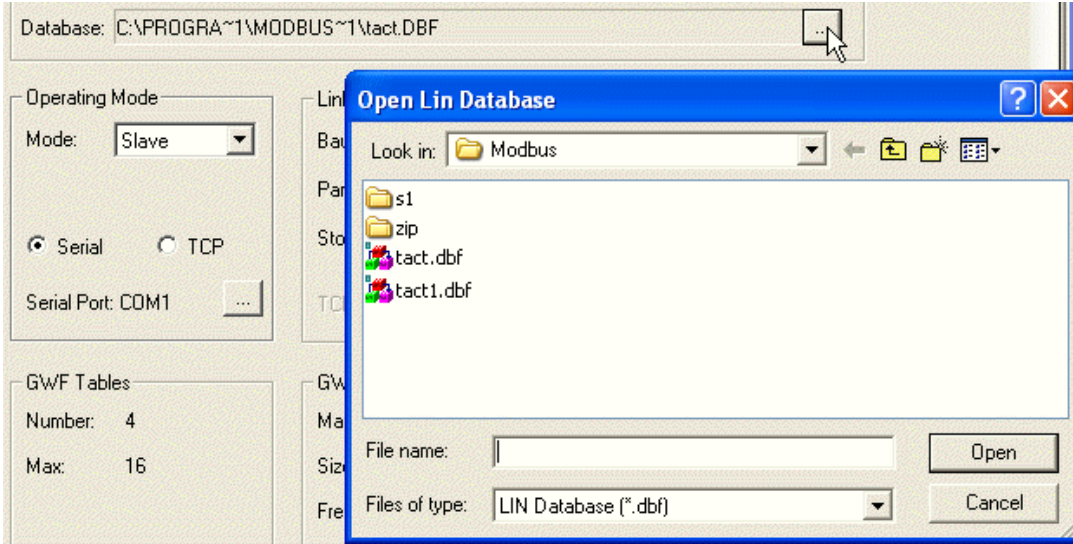 Database: C:\PROGRA~1\MODBUS~1\tact.DBF ...
Operating Mode
Mode: Slave
Serial TCP
Serial Port: COM1 ...
GWF Tables
Number: 4
Max: 16
Open Lin Database
Look in: Modbus
s1
zip
tact.dbf
tact1.dbf
File name:
Open
Files of type: LIN Database (*.dbf)
Cancel